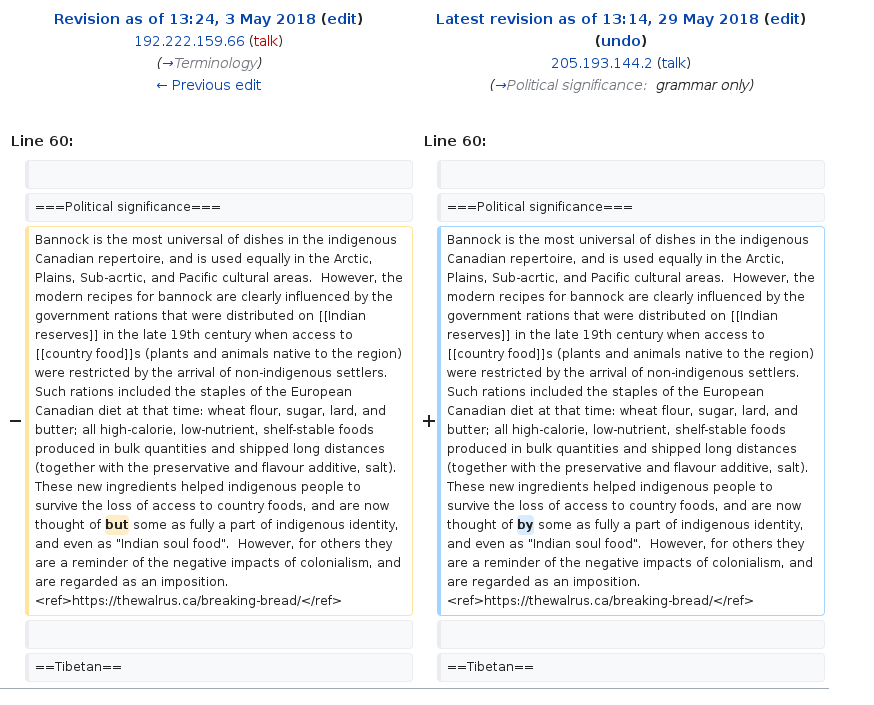 Revision as of 13:24, 3 May 2018 (edit)
192.222.159.66 (talk)
(→Terminology)
← Previous edit
Latest revision as of 13:14, 29 May 2018 (edit)
(undo)
205.193.144.2 (talk)
(→Political significance: grammar only)
Line 60:
Line 60:
===Political significance===
===Political significance===
−
Bannock is the most universal of dishes in the indigenous
Canadian repertoire, and is used equally in the Arctic,
Plains, Sub-acrtic, and Pacific cultural areas.  However, the
modern recipes for bannock are clearly influenced by the
government rations that were distributed on [[Indian
reserves]] in the late 19th century when access to
[[country food]]s (plants and animals native to the region)
were restricted by the arrival of non-indigenous settlers.
Such rations included the staples of the European
Canadian diet at that time: wheat flour, sugar, lard, and
butter; all high-calorie, low-nutrient, shelf-stable foods
produced in bulk quantities and shipped long distances
(together with the preservative and flavour additive, salt).
These new ingredients helped indigenous people to
survive the loss of access to country foods, and are now
thought of but some as fully a part of indigenous identity,
and even as "Indian soul food".  However, for others they
are a reminder of the negative impacts of colonialism, and
are regarded as an imposition.
<ref>https://thewalrus.ca/breaking-bread/</ref>
+
Bannock is the most universal of dishes in the indigenous
Canadian repertoire, and is used equally in the Arctic,
Plains, Sub-acrtic, and Pacific cultural areas.  However, the
modern recipes for bannock are clearly influenced by the
government rations that were distributed on [[Indian
reserves]] in the late 19th century when access to
[[country food]]s (plants and animals native to the region)
were restricted by the arrival of non-indigenous settlers.
Such rations included the staples of the European
Canadian diet at that time: wheat flour, sugar, lard, and
butter; all high-calorie, low-nutrient, shelf-stable foods
produced in bulk quantities and shipped long distances
(together with the preservative and flavour additive, salt).
These new ingredients helped indigenous people to
survive the loss of access to country foods, and are now
thought of by some as fully a part of indigenous identity,
and even as "Indian soul food".  However, for others they
are a reminder of the negative impacts of colonialism, and
are regarded as an imposition.
<ref>https://thewalrus.ca/breaking-bread/</ref>
==Tibetan==
==Tibetan==